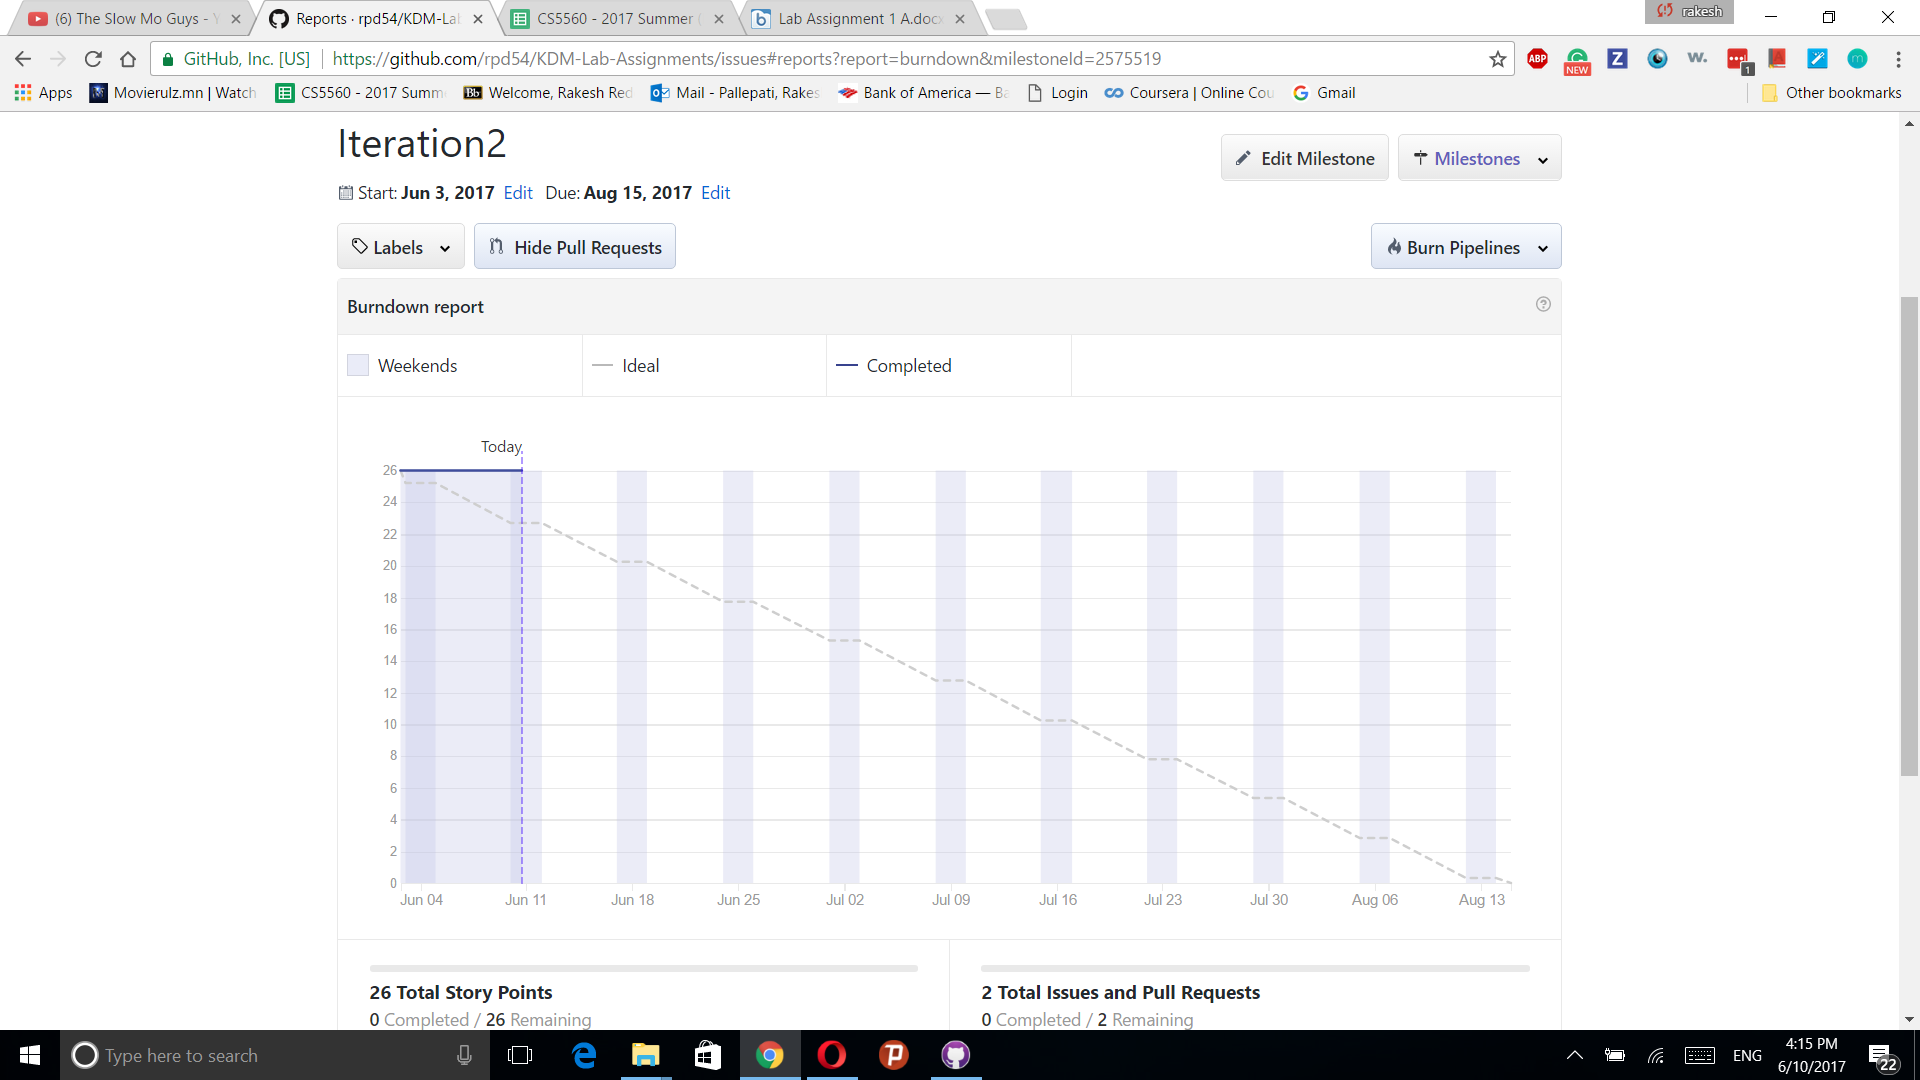 (6) The Slow Mo Guys - Y
Reports · rpd54/KDM-Lab
CS5560 - 2017 Summer
Lab Assignment 1 A.docx
rakesh
GitHub, Inc. [US]
https://github.com/rpd54/KDM-Lab-Assignments/issues#reports?report=burndown&milestoneId=2575519
ABP
NEW
Z
w.
1
m
Apps
Movierulz.mn | Watch
CS5560 - 2017 Summ
Bb
Welcome, Rakesh Red
Mail - Pallepati, Rakes
Bank of America — Ba
Login
Coursera | Online Cou
Gmail
Other bookmarks
Iteration2
Edit Milestone
Milestones
Start: Jun 3, 2017 Edit Due: Aug 15, 2017 Edit
Labels
Hide Pull Requests
Burn Pipelines
Burndown report
Weekends
Ideal
Completed
Today
26
24
22
20
18
16
14
12
10
8
6
4
2
0
Jun 04
Jun 11
Jun 18
Jun 25
Jul 02
Jul 09
Jul 16
Jul 23
Jul 30
Aug 06
Aug 13
26 Total Story Points
0 Completed / 26 Remaining
2 Total Issues and Pull Requests
0 Completed / 2 Remaining
Type here to search
ENG
4:15 PM
6/10/2017
22